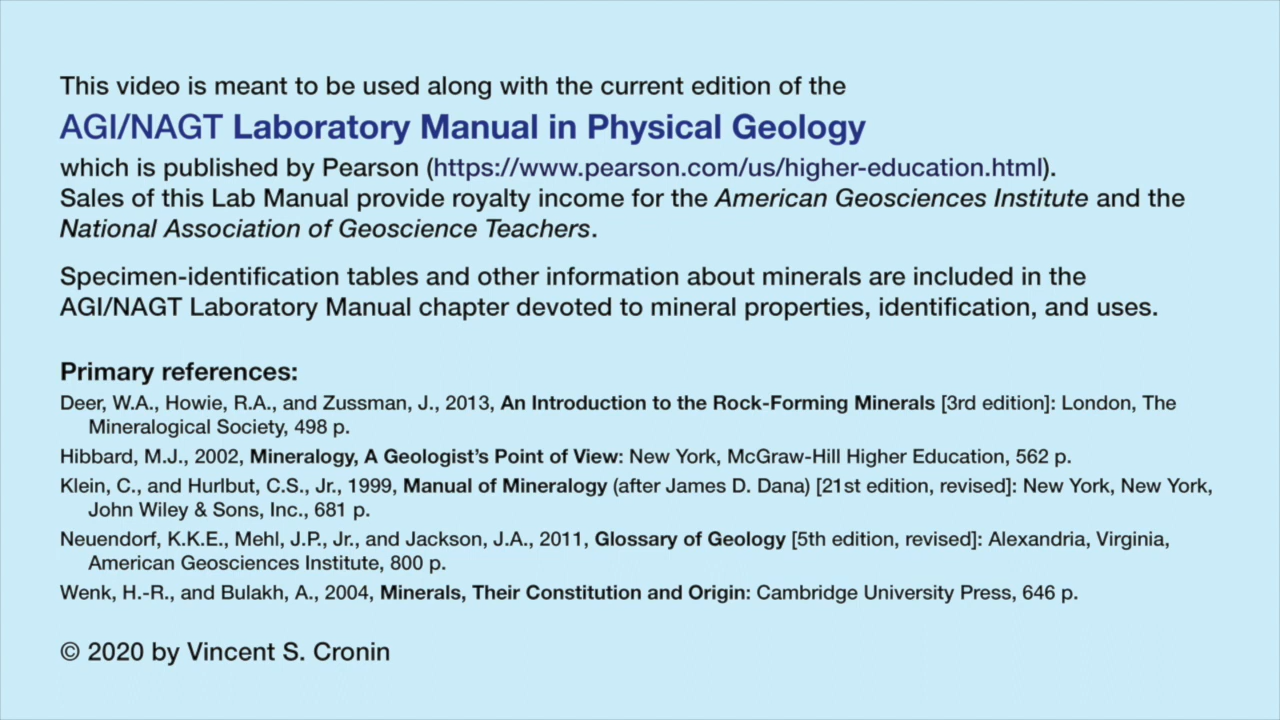 This video is meant to be used along with the current edition of the
AGI/NAGT Laboratory Manual in Physical Geology
which is published by Pearson (https://www.pearson.com/us/higher-education.html).
Sales of this Lab Manual provide royalty income for the American Geosciences Institute and the
National Association of Geoscience Teachers.
Specimen-identification tables and other information about minerals are included in the
AGI/NAGT Laboratory Manual chapter devoted to mineral properties, identification, and uses.
Primary references:
Deer, W.A., Howie, R.A., and Zussman, J., 2013, An Introduction to the Rock-Forming Minerals [3rd edition]: London, The
Mineralogical Society, 498 p.
Hibbard, M.J., 2002, Mineralogy, A Geologist’s Point of View: New York, McGraw-Hill Higher Education, 562 p.
Klein, C., and Hurlbut, C.S., Jr., 1999, Manual of Mineralogy (after James D. Dana) [21st edition, revised]: New York, New York,
John Wiley & Sons, Inc., 681 p.
Neuendorf, K.K.E., Mehl, J.P., Jr., and Jackson, J.A., 2011, Glossary of Geology [5th edition, revised]: Alexandria, Virginia,
American Geosciences Institute, 800 p.
Wenk, H.-R., and Bulakh, A., 2004, Minerals, Their Constitution and Origin: Cambridge University Press, 646 p.
© 2020 by Vincent S. Cronin